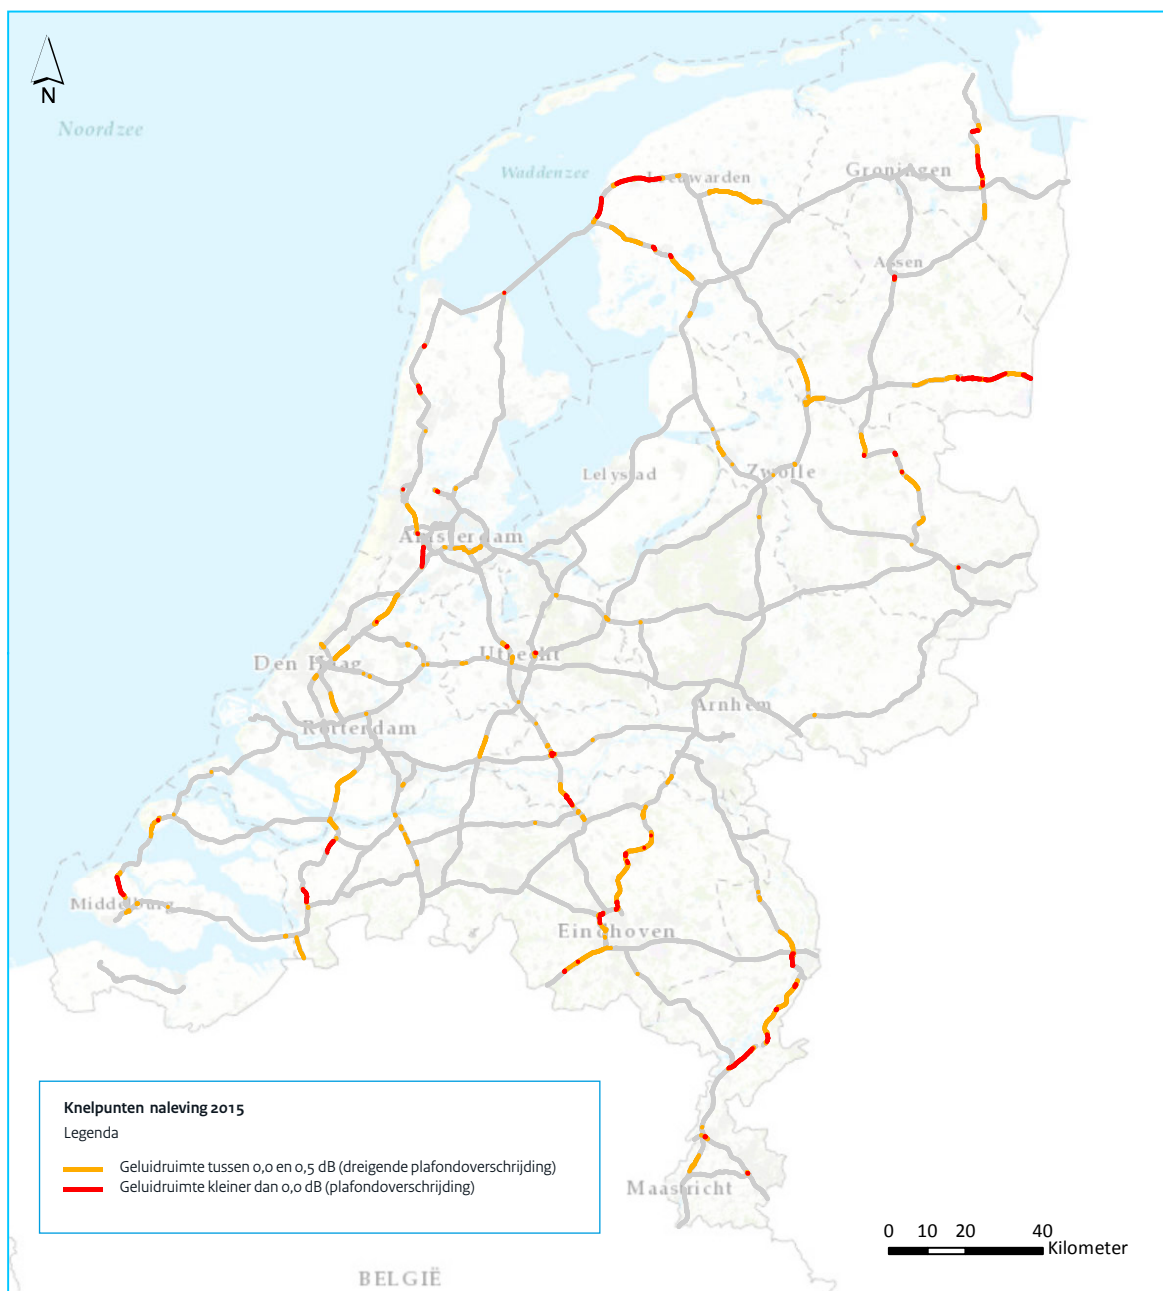 N
Noordzee
Waddenzee
Leeuwarden
Groningen
Assen
Lelystad
Zwolle
Amsterdam
Den Haag
Utrecht
Arnhem
Rotterdam
Middelburg
Eindhoven
Maastricht
BELGIË
Knelpunten naleving 2015
Legenda
Geluidruimte tussen 0,0 en 0,5 dB (dreigende plafondoverschrijding)
Geluidruimte kleiner dan 0,0 dB (plafondoverschrijding)
0 10 20 40
Kilometer